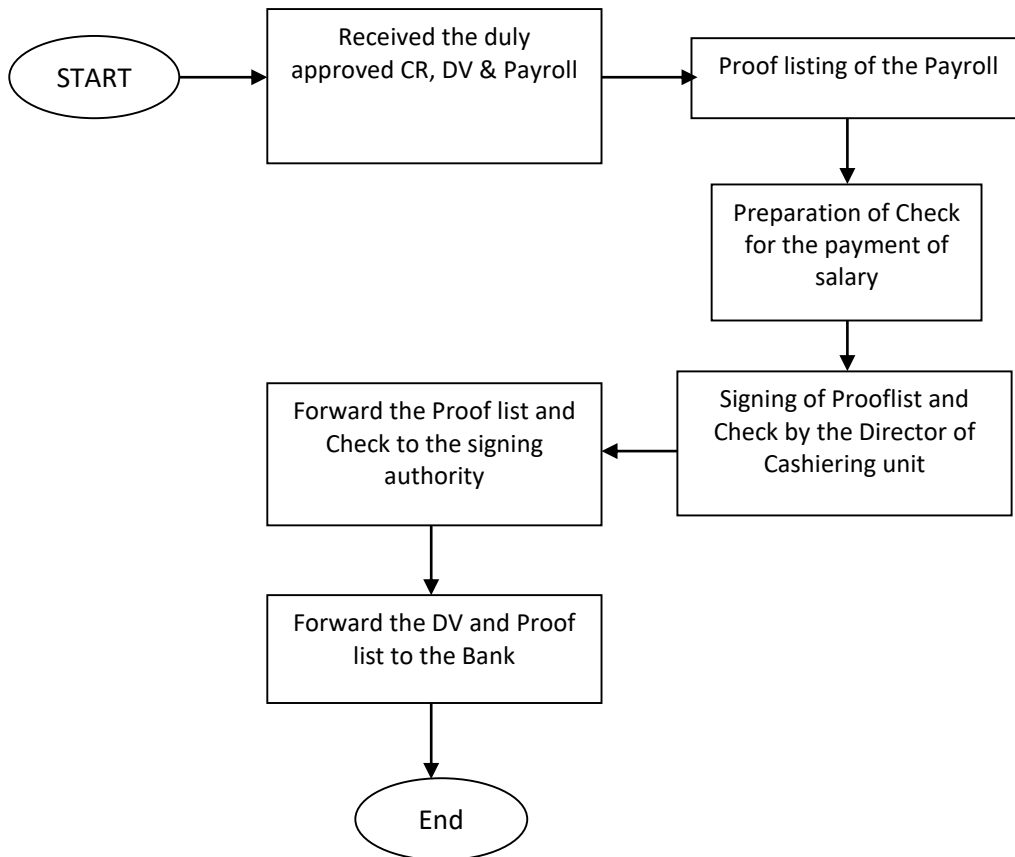 START
Received the duly
approved CR, DV & Payroll
Proof listing of the Payroll
Preparation of Check
for the payment of
salary
Signing of Prooflist and
Check by the Director of
Cashiering unit
Forward the Proof list and
Check to the signing
authority
Forward the DV and Proof
list to the Bank
End